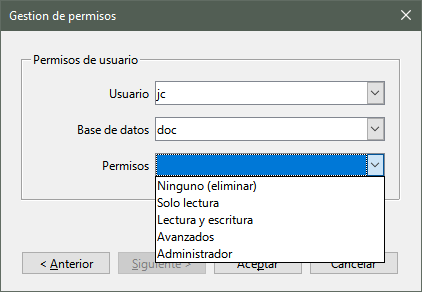 Gestion de permisos
Permisos de usuario
Usuario jc
Base de datos doc
Permisos
Ninguno (eliminar)
Solo lectura
Lectura y escritura
Avanzados
Administrador
< Anterior Siguiente > Aceptar Cancelar